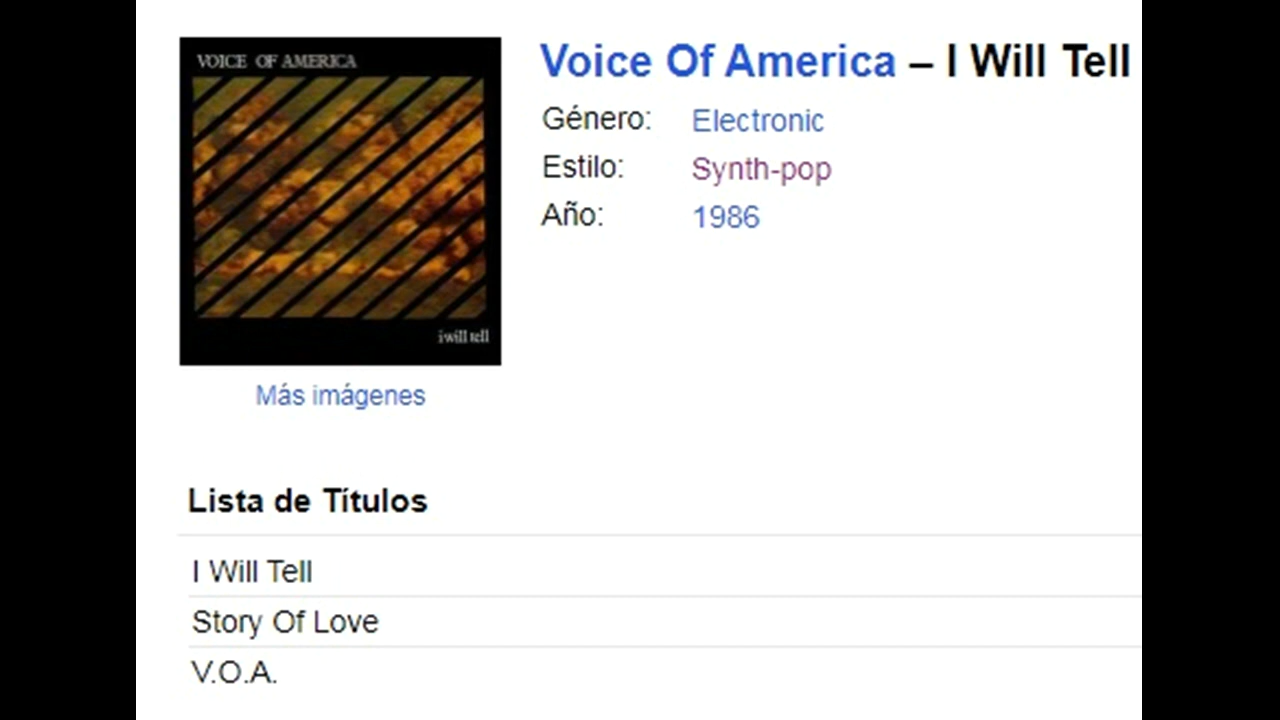 VOICE OF AMERICA
i will tell
Más imágenes
Voice Of America – I Will Tell
Género: Electronic
Estilo: Synth-pop
Año: 1986
Lista de Títulos
I Will Tell
Story Of Love
V.O.A.